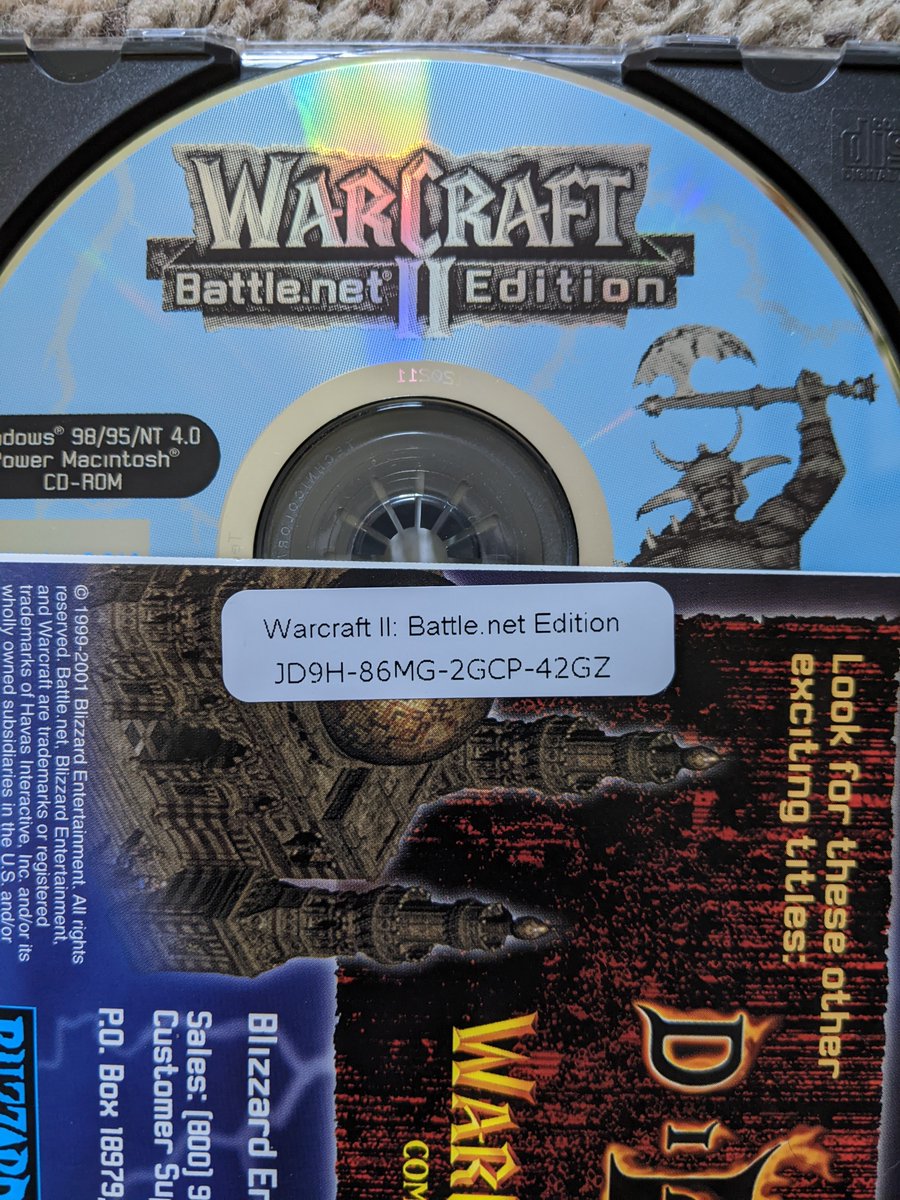 WARCRAFT
II
Battle.net® Edition
98/95/NT 4.0
Power Macintosh®
CD-ROM
Warcraft II: Battle.net Edition
JD9H-86MG-2GCP-42GZ
© 1999-2001 Blizzard Entertainment. All rights
reserved. Battle.net, Blizzard Entertainment,
and Warcraft are trademarks or registered
trademarks of Havas Interactive, Inc. and/or its
wholly owned subsidiaries in the U.S. and/or
Look for these other
exciting titles:
Blizzard
Sales: (800) 9
Customer
P.O. Box 18979,